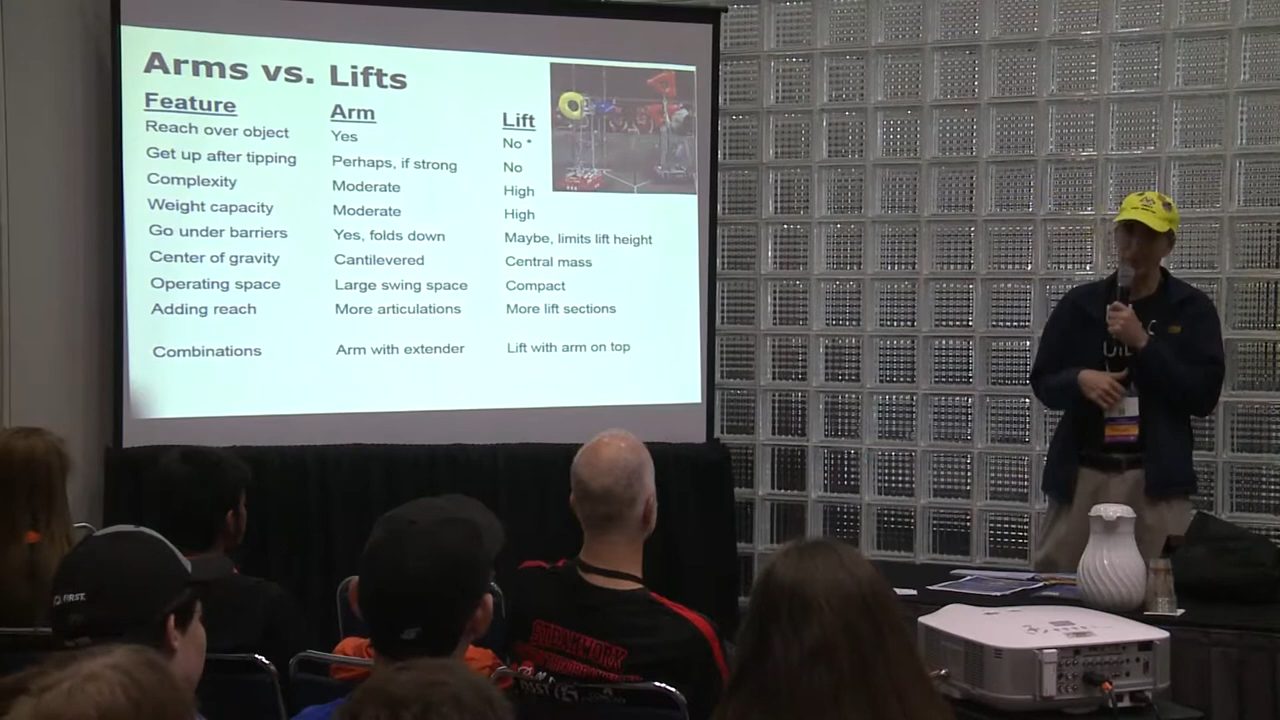 Arms vs. Lifts
Feature Arm Lift
Reach over object Yes No *
Get up after tipping Perhaps, if strong No
Complexity Moderate High
Weight capacity Moderate High
Go under barriers Yes, folds down Maybe, limits lift height
Center of gravity Cantilevered Central mass
Operating space Large swing space Compact
Adding reach More articulations More lift sections
Combinations Arm with extender Lift with arm on top
FIRST
STEAMWORK